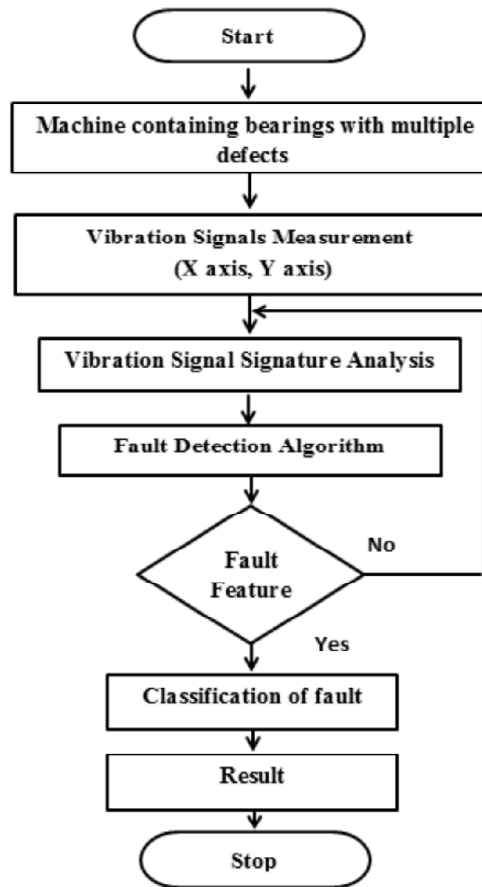 Start
Machine containing bearings with multiple
defects
Vibration Signals Measurement
(X axis, Y axis)
Vibration Signal Signature Analysis
Fault Detection Algorithm
No
Fault
Feature
Yes
Classification of fault
Result
Stop